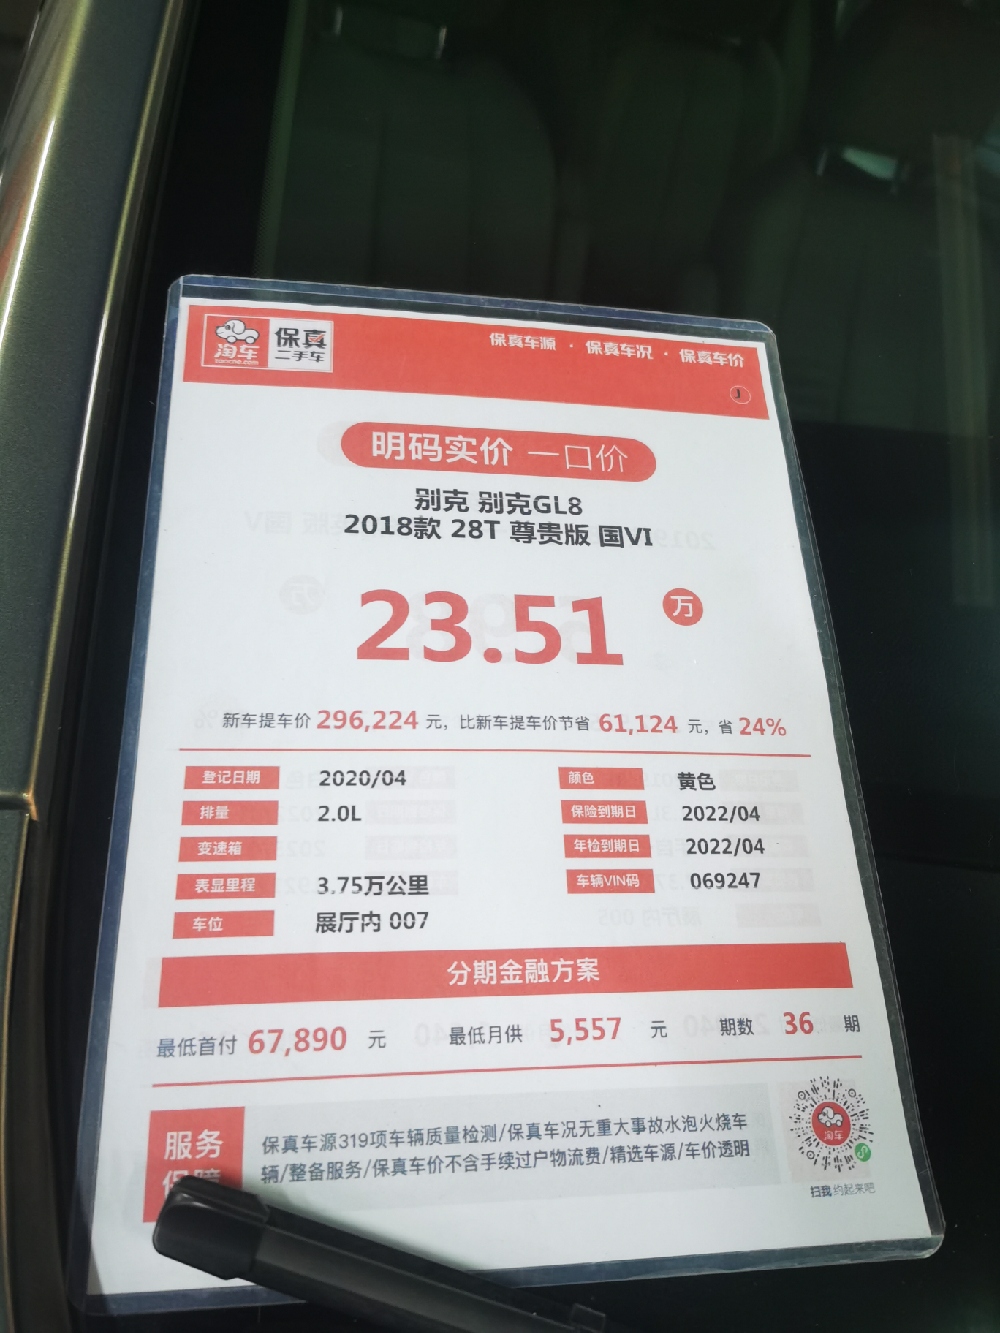 淘车
taoche.com
保真
二手车
保真车源 · 保真车况 · 保真车价
J
明码实价 一口价
别克 别克GL8
2018款 28T 尊贵版 国VI
23.51 万
新车提车价 296,224 元，比新车提车价节省 61,124 元，省 24%
登记日期 2020/04 颜色 黄色
排量 2.0L 保险到期日 2022/04
变速箱 年检到期日 2022/04
表显里程 3.75万公里 车辆VIN码 069247
车位 展厅内 007
分期金融方案
最低首付 67,890 元 最低月供 5,557 元 期数 36 期
服务
保障
保真车源319项车辆质量检测/保真车况无重大事故水泡火烧车
辆/整备服务/保真车价不含手续过户物流费/精选车源/车价透明
淘车
扫我 约起来吧